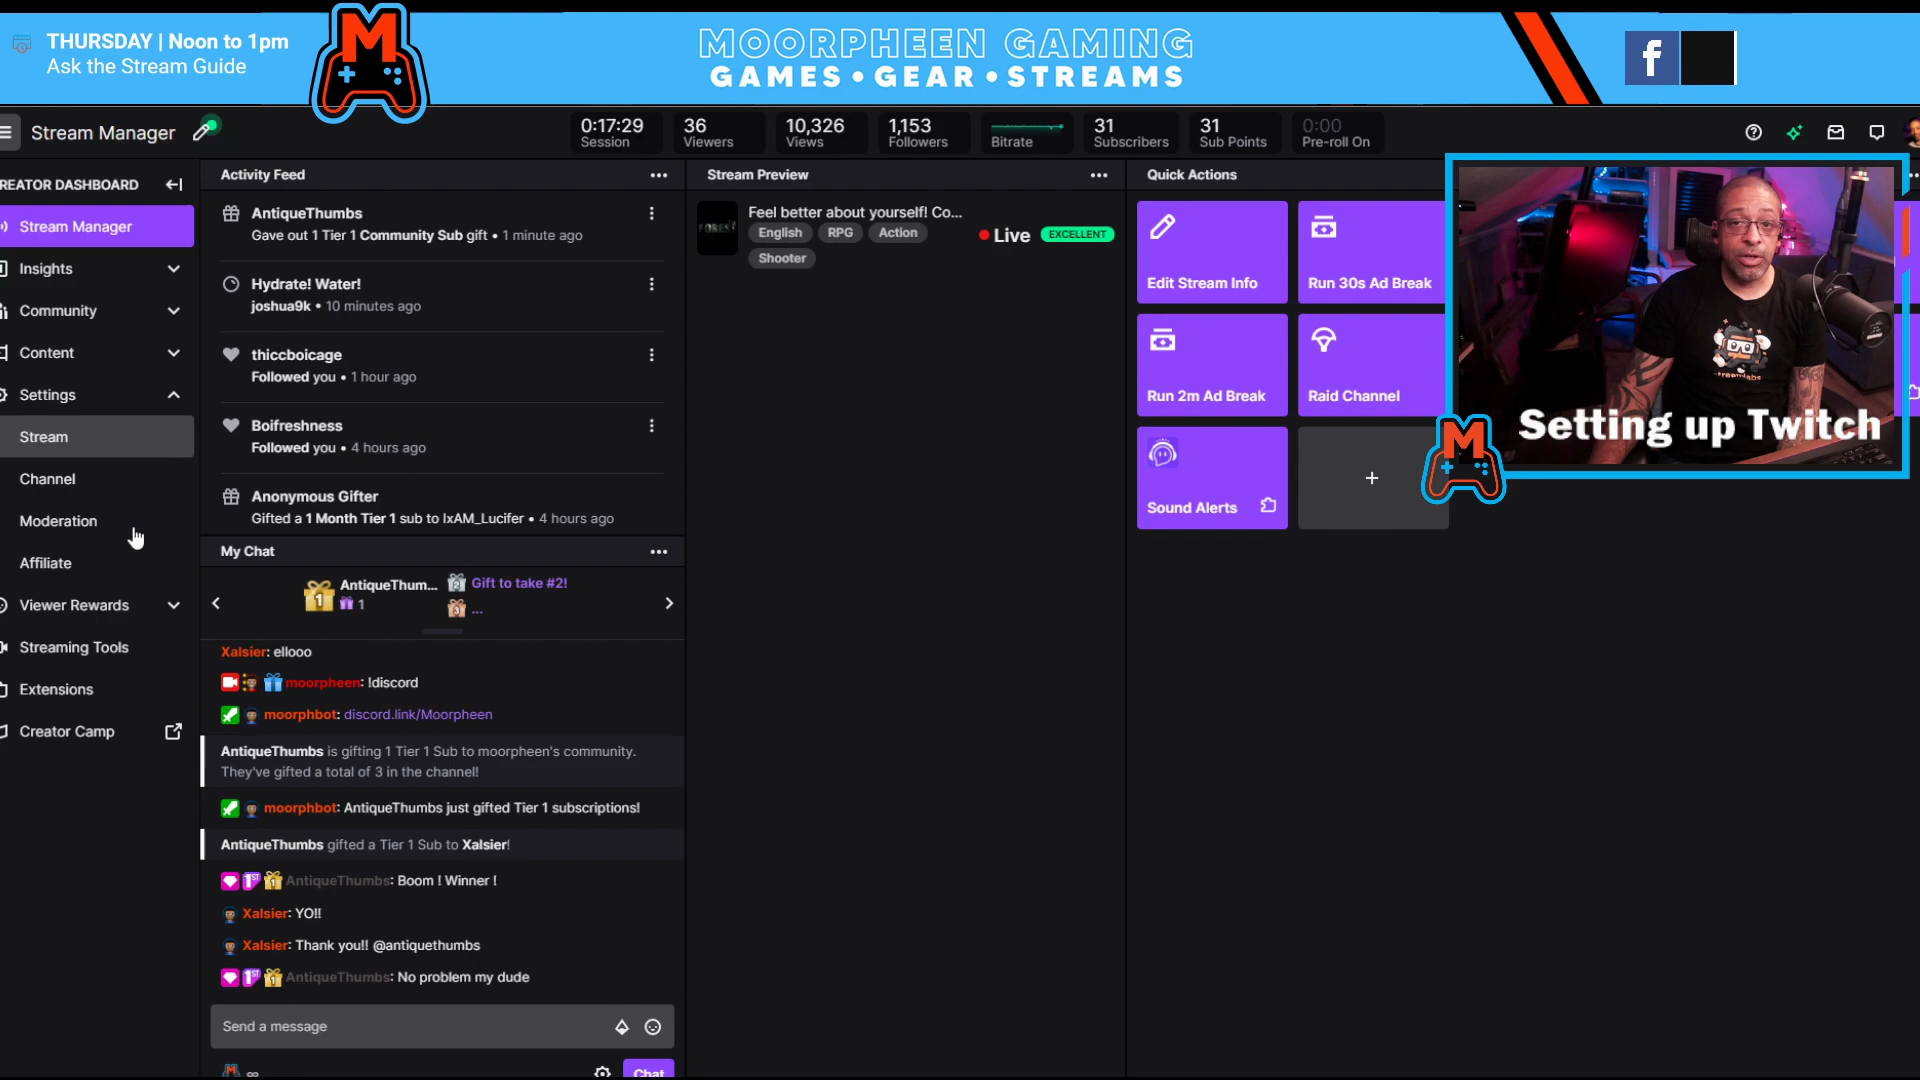 THURSDAY | Noon to 1pm
Ask the Stream Guide
M
MOORPHEEN GAMING
GAMES • GEAR • STREAMS
f
Stream Manager
0:17:29
Session
36
Viewers
10,326
Views
1,153
Followers
Bitrate
31
Subscribers
31
Sub Points
0:00
Pre-roll On
REATOR DASHBOARD
Stream Manager
Insights
Community
Content
Settings
Stream
Channel
Moderation
Affiliate
Viewer Rewards
Streaming Tools
Extensions
Creator Camp
Activity Feed
AntiqueThumbs
Gave out 1 Tier 1 Community Sub gift • 1 minute ago
Hydrate! Water!
joshua9k • 10 minutes ago
thiccboicage
Followed you • 1 hour ago
Boifreshness
Followed you • 4 hours ago
Anonymous Gifter
Gifted a 1 Month Tier 1 sub to IxAM_Lucifer • 4 hours ago
My Chat
1
AntiqueThum...
1
2
Gift to take #2!
3
...
Xalsier: ellooo
moorpheen: !discord
moorphbot: discord.link/Moorpheen
AntiqueThumbs is gifting 1 Tier 1 Sub to moorpheen's community.
They've gifted a total of 3 in the channel!
moorphbot: AntiqueThumbs just gifted Tier 1 subscriptions!
AntiqueThumbs gifted a Tier 1 Sub to Xalsier!
1ST 1 AntiqueThumbs: Boom ! Winner !
Xalsier: YO!!
Xalsier: Thank you!! @antiquethumbs
1ST 1 AntiqueThumbs: No problem my dude
Send a message
M
Chat
Stream Preview
FOREST
Feel better about yourself! Co...
English
RPG
Action
Shooter
Live
EXCELLENT
Quick Actions
Edit Stream Info
Run 30s Ad Break
Run 2m Ad Break
Raid Channel
Sound Alerts
+
streamlabs
Setting up Twitch
M